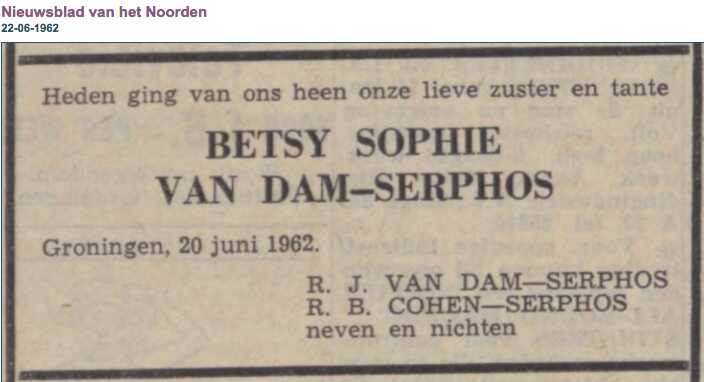 Nieuwsblad van het Noorden
22-06-1962
Heden ging van ons heen onze lieve zuster en tante
BETSY SOPHIE
VAN DAM—SERPHOS
Groningen, 20 juni 1962.
R. J. VAN DAM—SERPHOS
R. B. COHEN—SERPHOS
neven en nichten